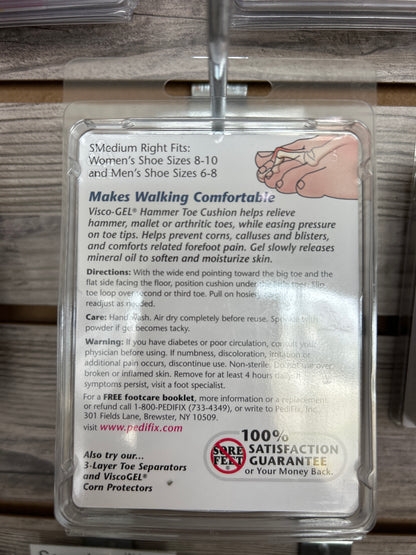 SMedium Right Fits:
Women's Shoe Sizes 8-10
and Men's Shoe Sizes 6-8
Makes Walking Comfortable
Visco-GEL® Hammer Toe Cushion helps relieve
hammer, mallet or arthritic toes, while easing pressure
on toe tips. Helps prevent corns, calluses and blisters,
and comforts related forefoot pain. Gel slowly releases
mineral oil to soften and moisturize skin.
Directions: With the wide end pointing toward the big toe and the
flat side facing the floor, position cushion under the toes. Slip
toe loop over second or third toe. Pull on hosiery
readjust as needed.
Care: Hand wash. Air dry completely before reuse. Sprinkle with
powder if gel becomes tacky.
Warning: If you have diabetes or poor circulation, consult your
physician before using. If numbness, discoloration, irritation or
additional pain occurs, discontinue use. Non-sterile. Do not use over
broken or inflamed skin. Remove for at least 4 hours daily. If
symptoms persist, visit a foot specialist.
For a FREE footcare booklet, more information or a replacement
or refund call 1-800-PEDIFIX (733-4349), or write to PediFix, Inc.,
301 Fields Lane, Brewster, NY 10509.
visit www.pedifix.com
Also try our...
3-Layer Toe Separators
and ViscoGEL®
Corn Protectors
SORE
FEET
100%
SATISFACTION
GUARANTEE
or Your Money Back.